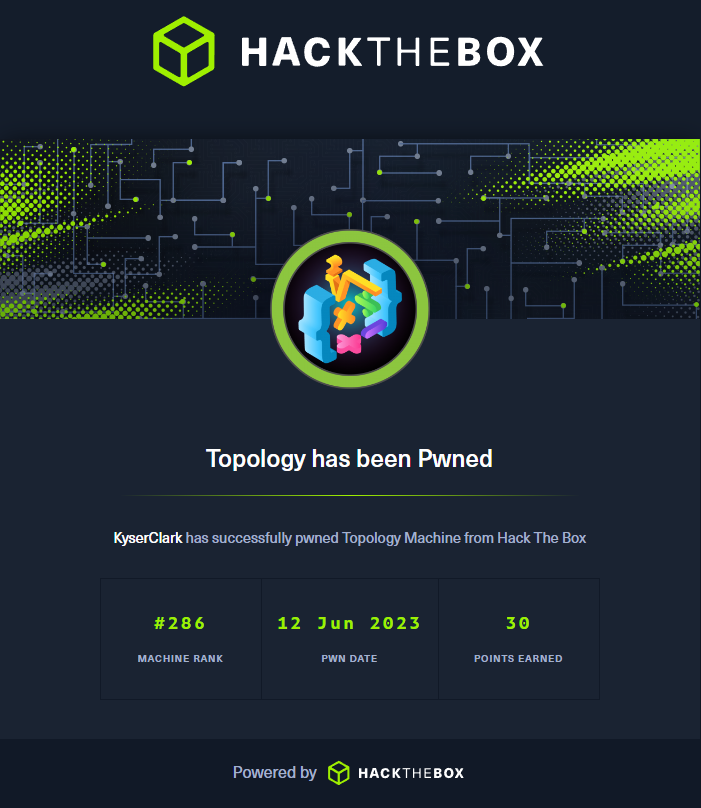 HACKTHEBOX
Topology has been Pwned
KyserClark has successfully pwned Topology Machine from Hack The Box
#286
12 Jun 2023
30
MACHINE RANK
PWN DATE
POINTS EARNED
Powered by HACKTHEBOX